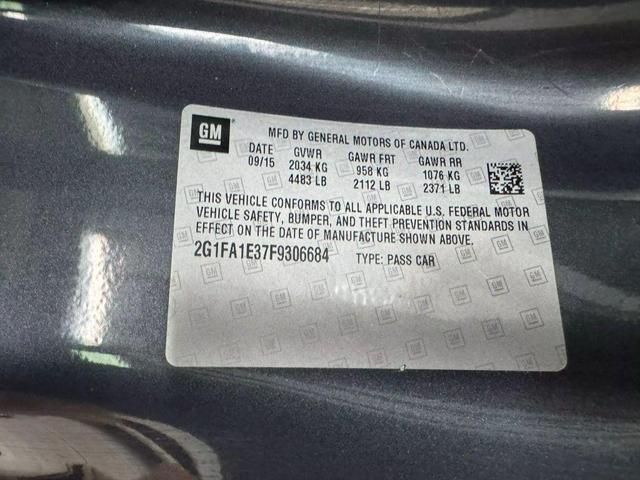 GM
MFD BY GENERAL MOTORS OF CANADA LTD.
DATE GVWR GAWR FRT GAWR RR
09/15 2034 KG 958 KG 1076 KG
4483 LB 2112 LB 2371 LB
THIS VEHICLE CONFORMS TO ALL APPLICABLE U.S. FEDERAL MOTOR
VEHICLE SAFETY, BUMPER, AND THEFT PREVENTION STANDARDS IN
EFFECT ON THE DATE OF MANUFACTURE SHOWN ABOVE.
2G1FA1E37F9306684 TYPE: PASS CAR